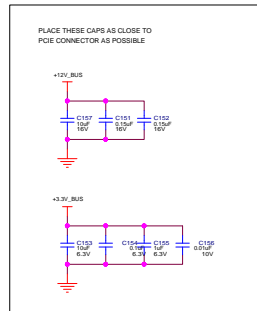 PLACE THESE CAPS AS CLOSE TO
PCIE CONNECTOR AS POSSIBLE
+12V_BUS
C157 C151 C152
10uF 0.15uF 0.15uF
16V 16V 16V
+3.3V_BUS
C153 C154 C155 C156
10uF 0.1uF 1uF 0.01uF
6.3V 6.3V 6.3V 10V